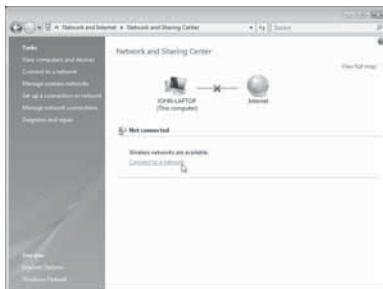 Network and Internet ▸ Network and Sharing Center
Search
Tasks
View computers and devices
Connect to a network
Manage wireless networks
Set up a connection or network
Manage network connections
Diagnose and repair
Network and Sharing Center
View full map
JOHN-LAPTOP
(This computer)
Internet
Not connected
Wireless networks are available.
Connect to a network
See also
Internet Options
Windows Firewall